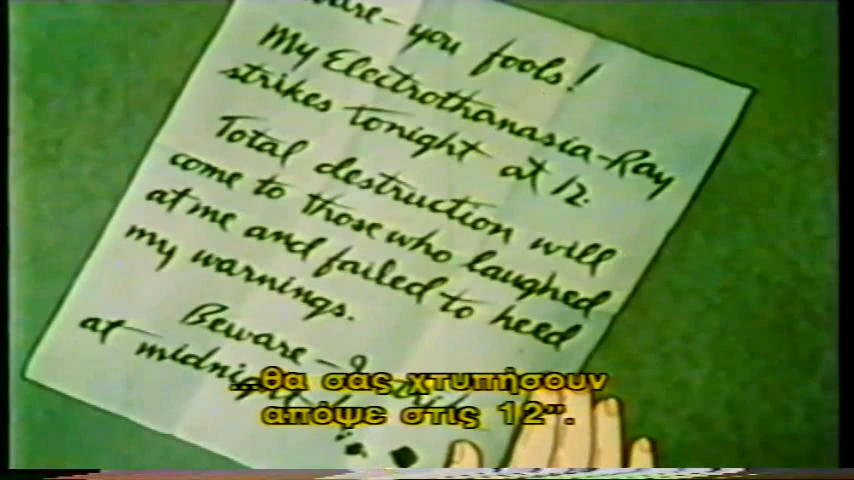 ware—you fools!
My Electrothanasia-Ray
strikes tonight at 12.
Total destruction will
come to those who laughed
at me and failed to heed
my warnings.
Beware—I
at midnight
...θα σας χτυπήσουν
απόψε στις 12".